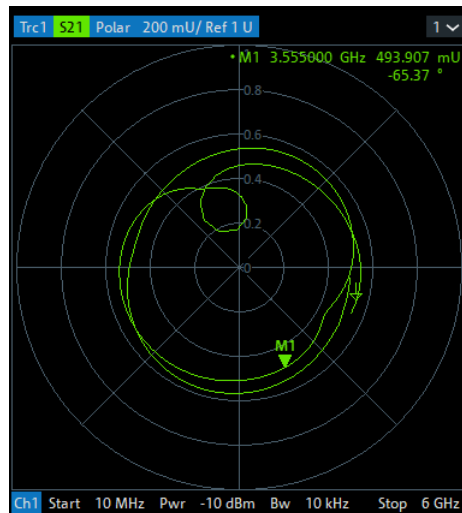 Trc1 S21 Polar 200 mU/ Ref 1 U 1
•M1 3.555000 GHz 493.907 mU
-65.37 °
0.8
0.6
0.4
0.2
0
M1
Ch1 Start 10 MHz Pwr -10 dBm Bw 10 kHz Stop 6 GHz